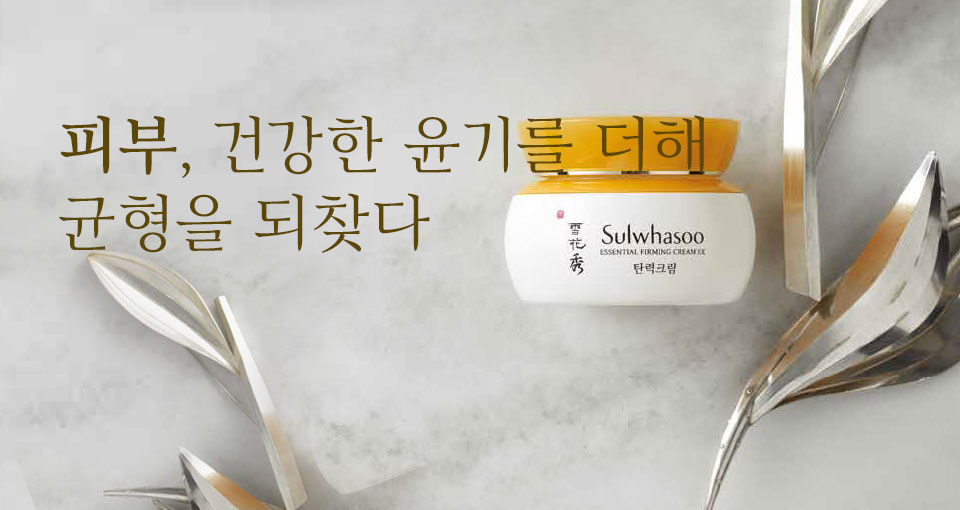 피부, 건강한 윤기를 더해
균형을 되찾다
雪花秀
Sulwhasoo
ESSENTIAL FIRMING CREAM EX
탄력크림